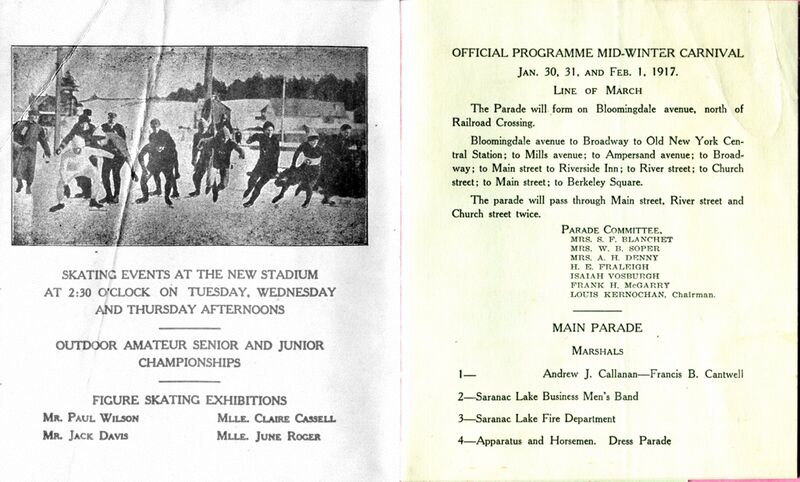 SKATING EVENTS AT THE NEW STADIUM
AT 2:30 O'CLOCK ON TUESDAY, WEDNESDAY
AND THURSDAY AFTERNOONS
OUTDOOR AMATEUR SENIOR AND JUNIOR
CHAMPIONSHIPS
FIGURE SKATING EXHIBITIONS
MR. PAUL WILSON MLLE. CLAIRE CASSELL
MR. JACK DAVIS MLLE. JUNE ROGER
OFFICIAL PROGRAMME MID-WINTER CARNIVAL
JAN. 30, 31, AND FEB. 1, 1917.
LINE OF MARCH
The Parade will form on Bloomingdale avenue, north of
Railroad Crossing.
Bloomingdale avenue to Broadway to Old New York Cen-
tral Station; to Mills avenue; to Ampersand avenue; to Broad-
way; to Main street to Riverside Inn; to River street; to Church
street; to Main street; to Berkeley Square.
The parade will pass through Main street, River street and
Church street twice.
PARADE COMMITTEE,
MRS. S. F. BLANCHET
MRS. W. B. SOPER
MRS. A. H. DENNY
H. E. FRALEIGH
ISAIAH VOSBURGH
FRANK H. McGARRY
LOUIS KERNOCHAN, Chairman.
MAIN PARADE
MARSHALS
1— Andrew J. Callanan—Francis B. Cantwell
2—Saranac Lake Business Men's Band
3—Saranac Lake Fire Department
4—Apparatus and Horsemen. Dress Parade